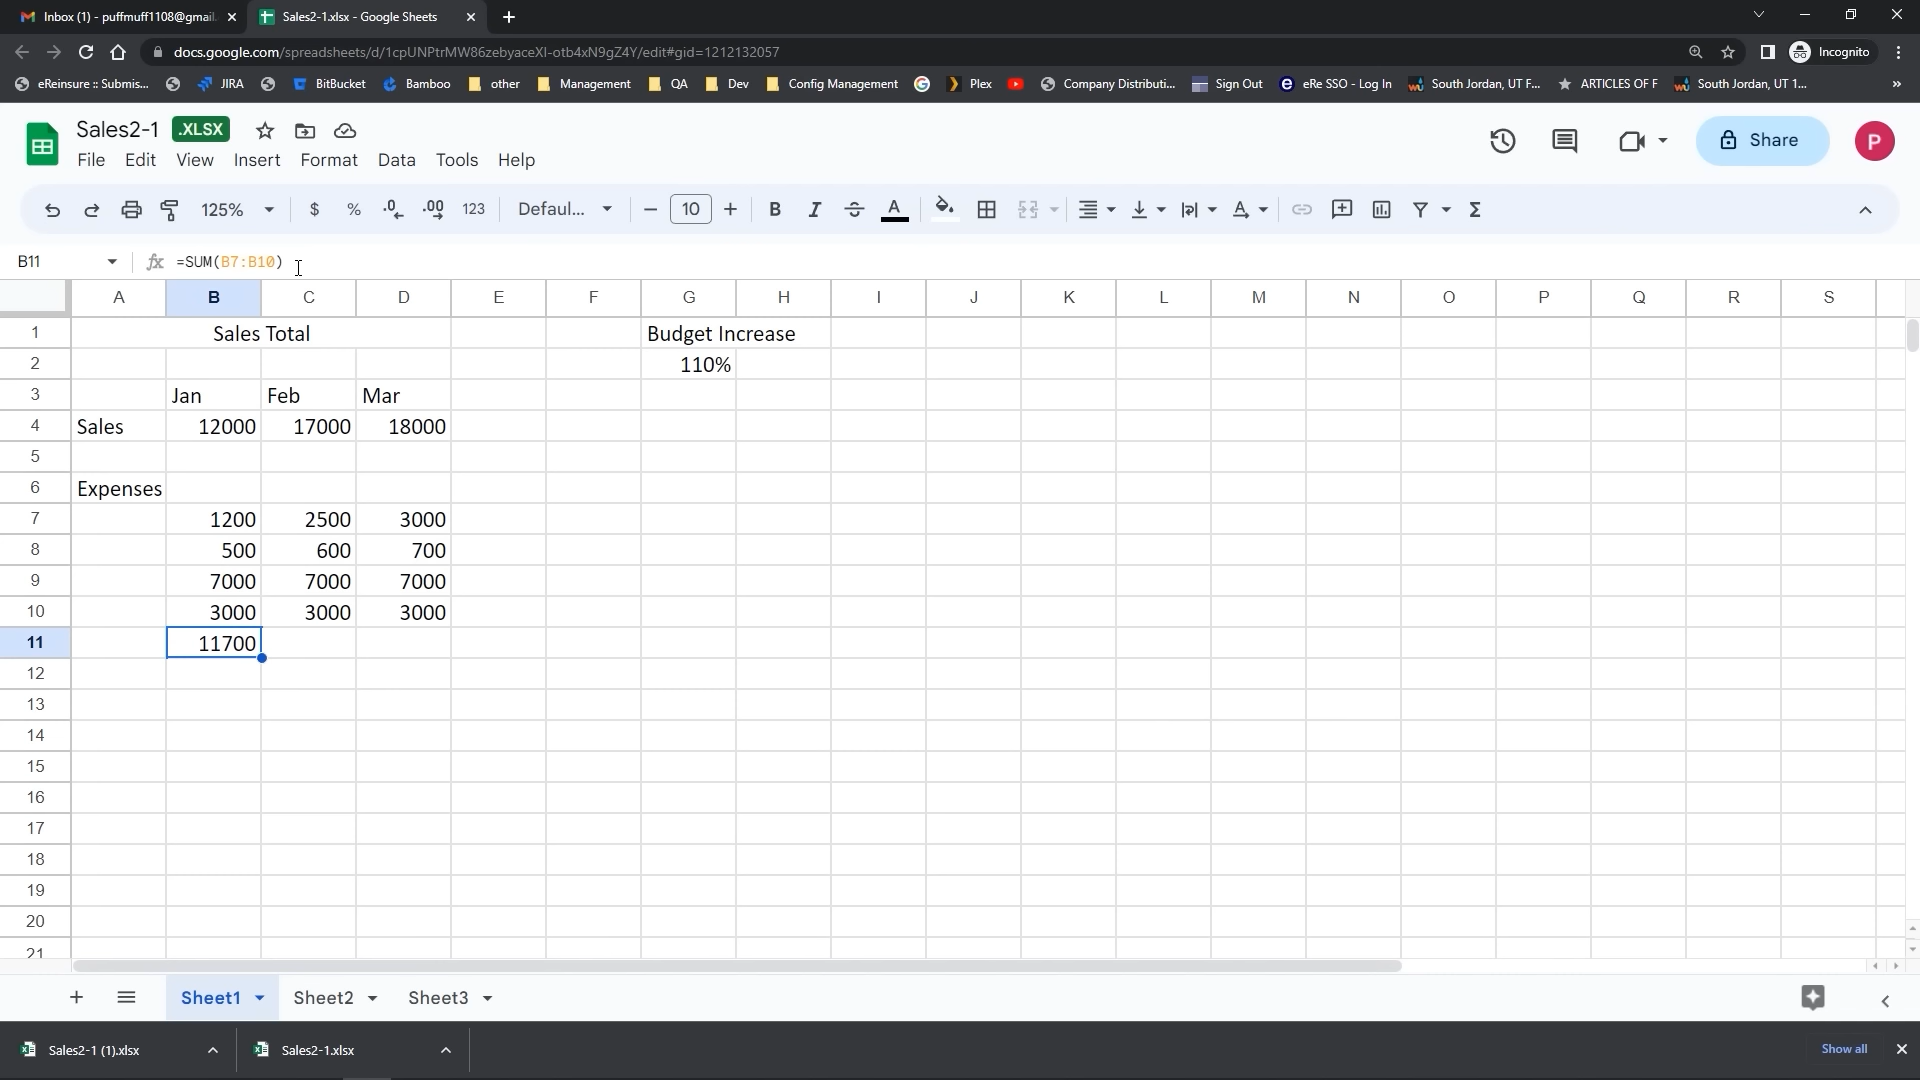 Inbox (1) - puffmuff1108@gmail. Sales2-1.xlsx - Google Sheets
docs.google.com/spreadsheets/d/1cpUNPtrMW86zebyaceXI-otb4xN9gZ4Y/edit#gid=1212132057 Incognito
eReinsure :: Submis... JIRA BitBucket Bamboo other Management QA Dev Config Management Plex Company Distributi... Sign Out eRe SSO - Log In South Jordan, UT F... ARTICLES OF F South Jordan, UT 1... »
Sales2-1 .XLSX Share P
File Edit View Insert Format Data Tools Help
125% $ % .0 .00 123 Defaul... 10 B I A Σ
B11 fx =SUM(B7:B10)
A B C D E F G H I J K L M N O P Q R S
1 Sales Total Budget Increase
2 110%
3 Jan Feb Mar
4 Sales 12000 17000 18000
5
6 Expenses
7 1200 2500 3000
8 500 600 700
9 7000 7000 7000
10 3000 3000 3000
11 11700
12
13
14
15
16
17
18
19
20
21
Sheet1 Sheet2 Sheet3
Sales2-1 (1).xlsx Sales2-1.xlsx Show all